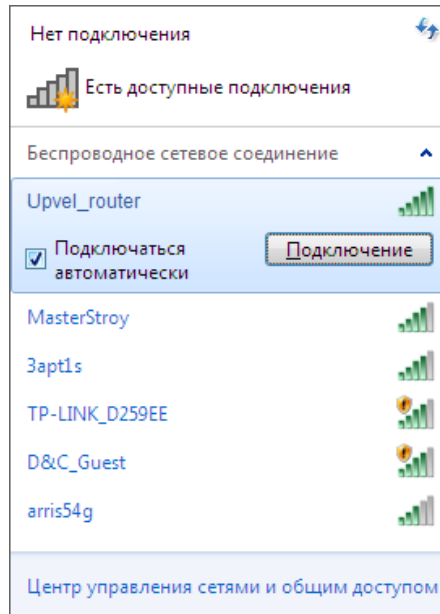 Нет подключения
Есть доступные подключения
Беспроводное сетевое соединение
Upvel_router
Подключаться
автоматически
Подключение
MasterStroy
3apt1s
TP-LINK_D259EE
D&C_Guest
arris54g
Центр управления сетями и общим доступом